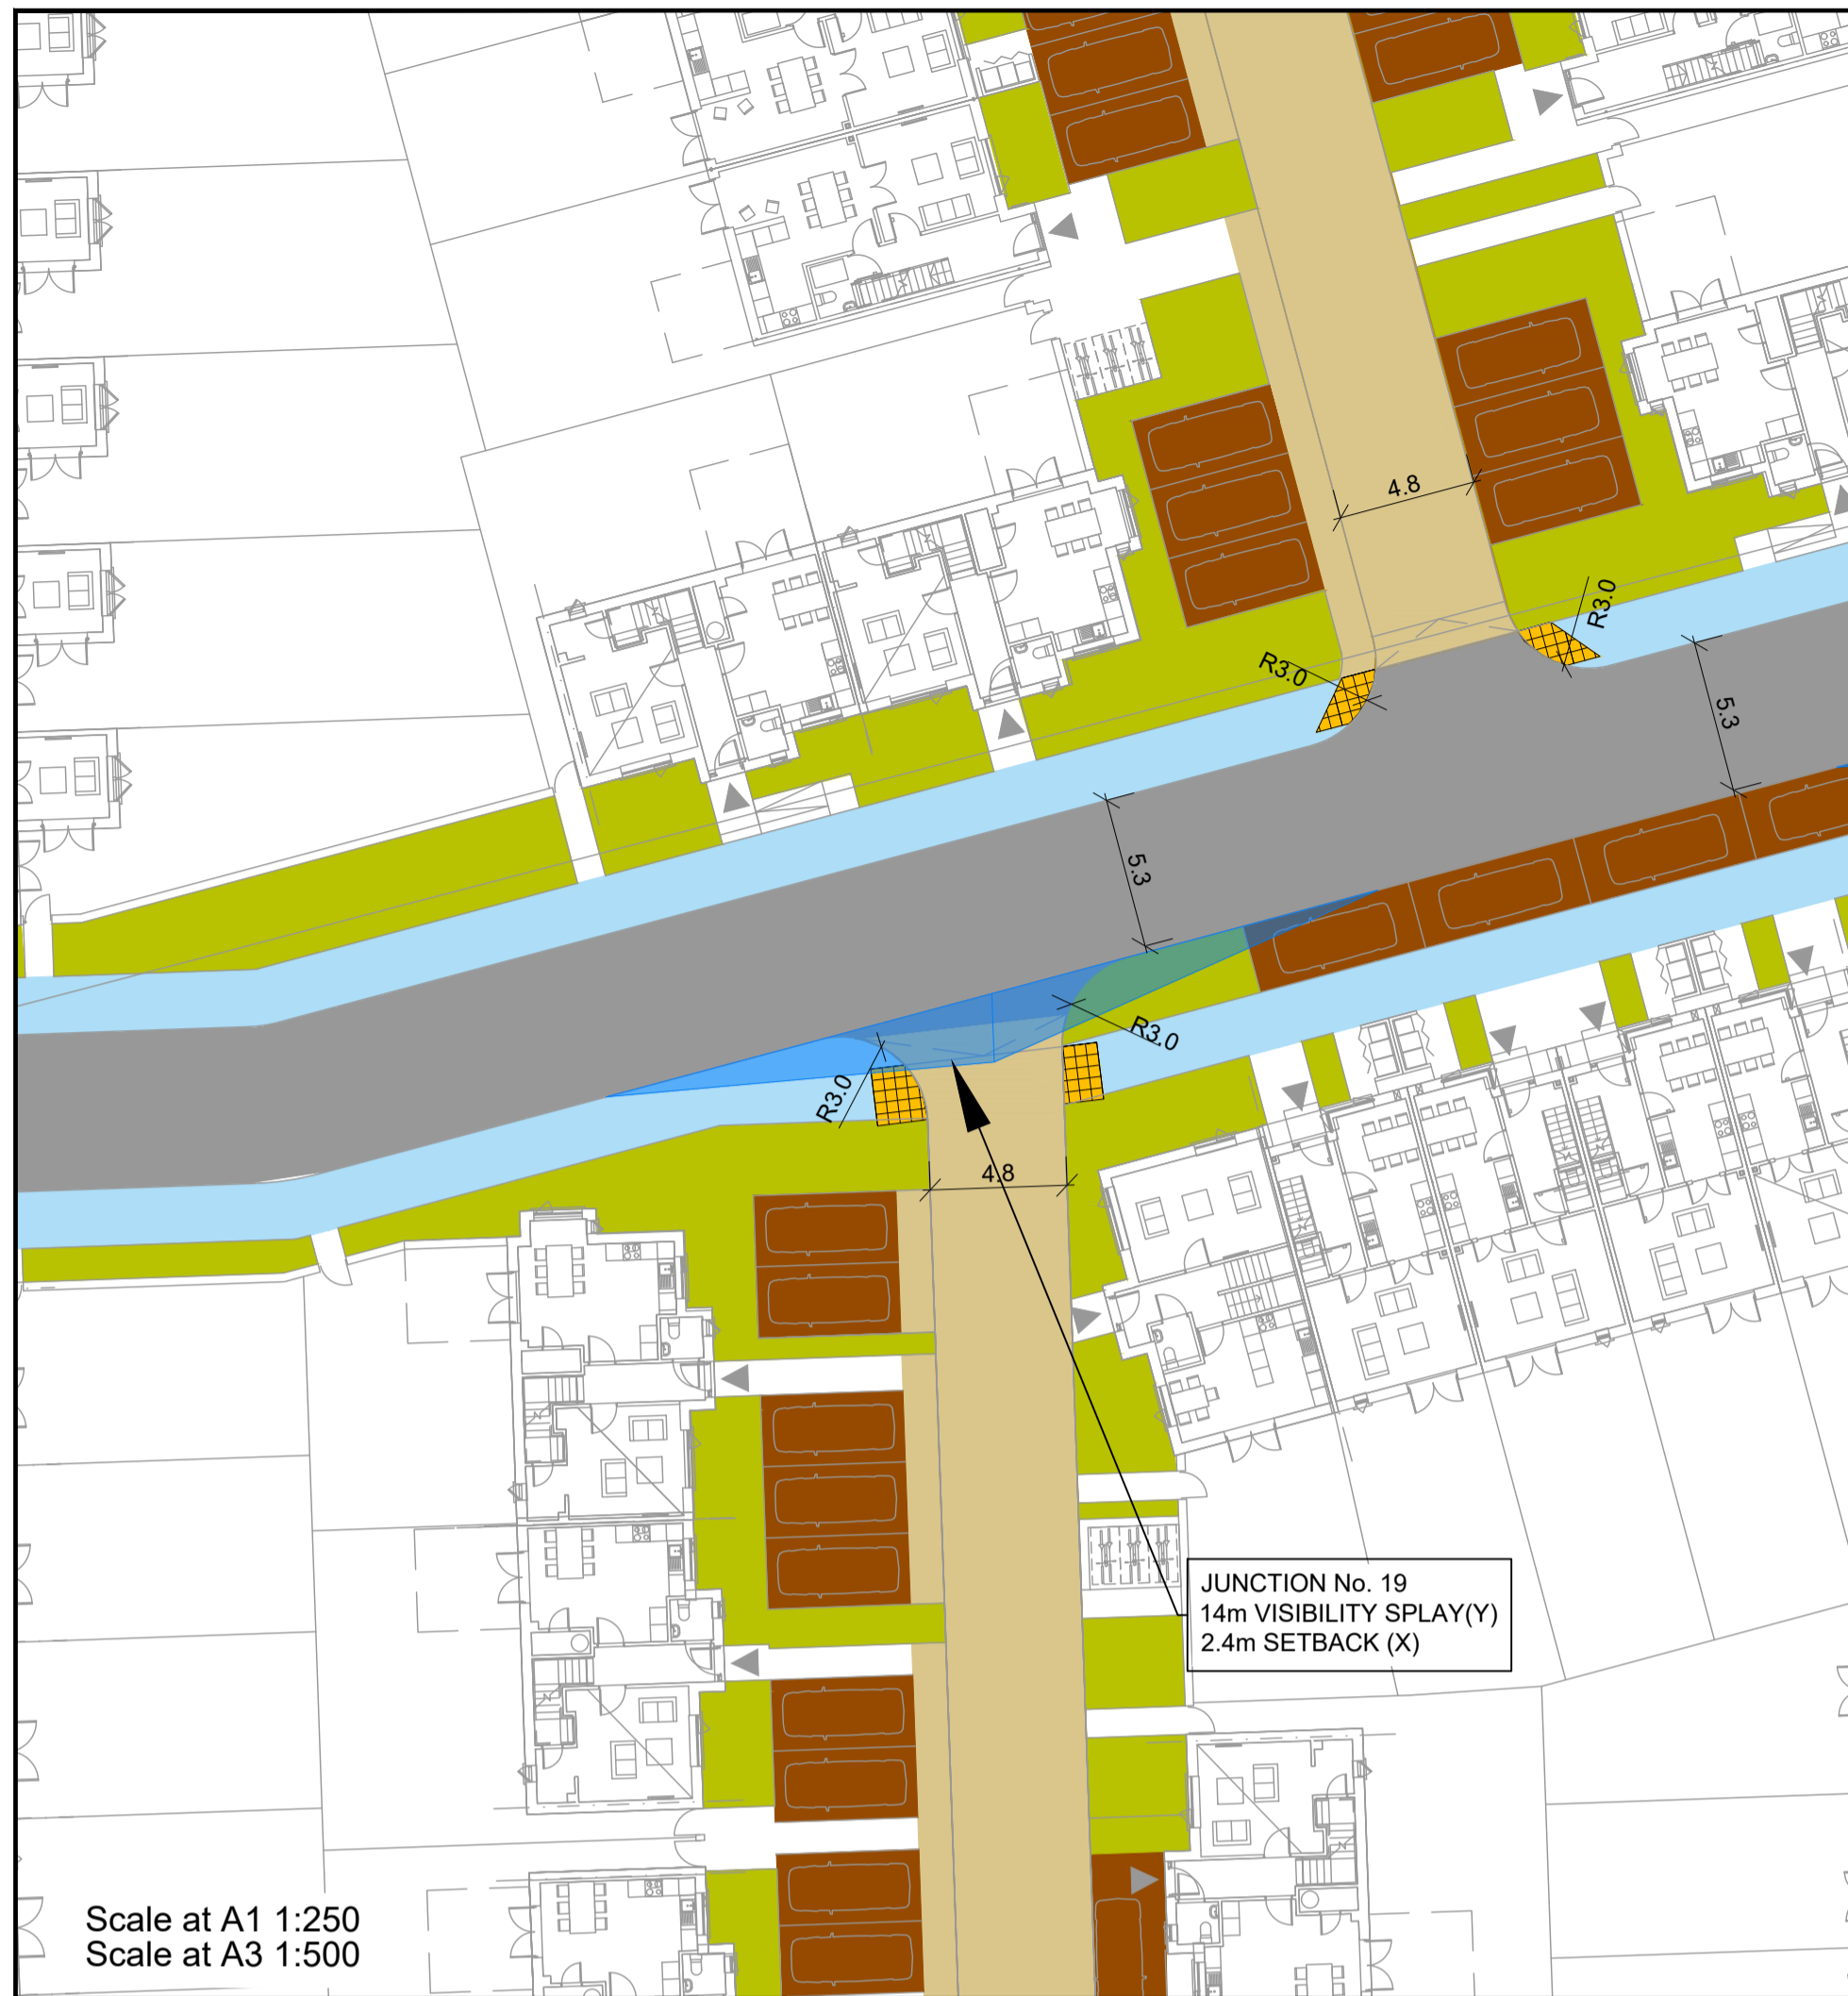 4.8
R3.0
R3.0
5.3
5.3
R3.0
R3.0
4.8
JUNCTION No. 19
14m VISIBILITY SPLAY(Y)
2.4m SETBACK (X)
Scale at A1 1:250
Scale at A3 1:500